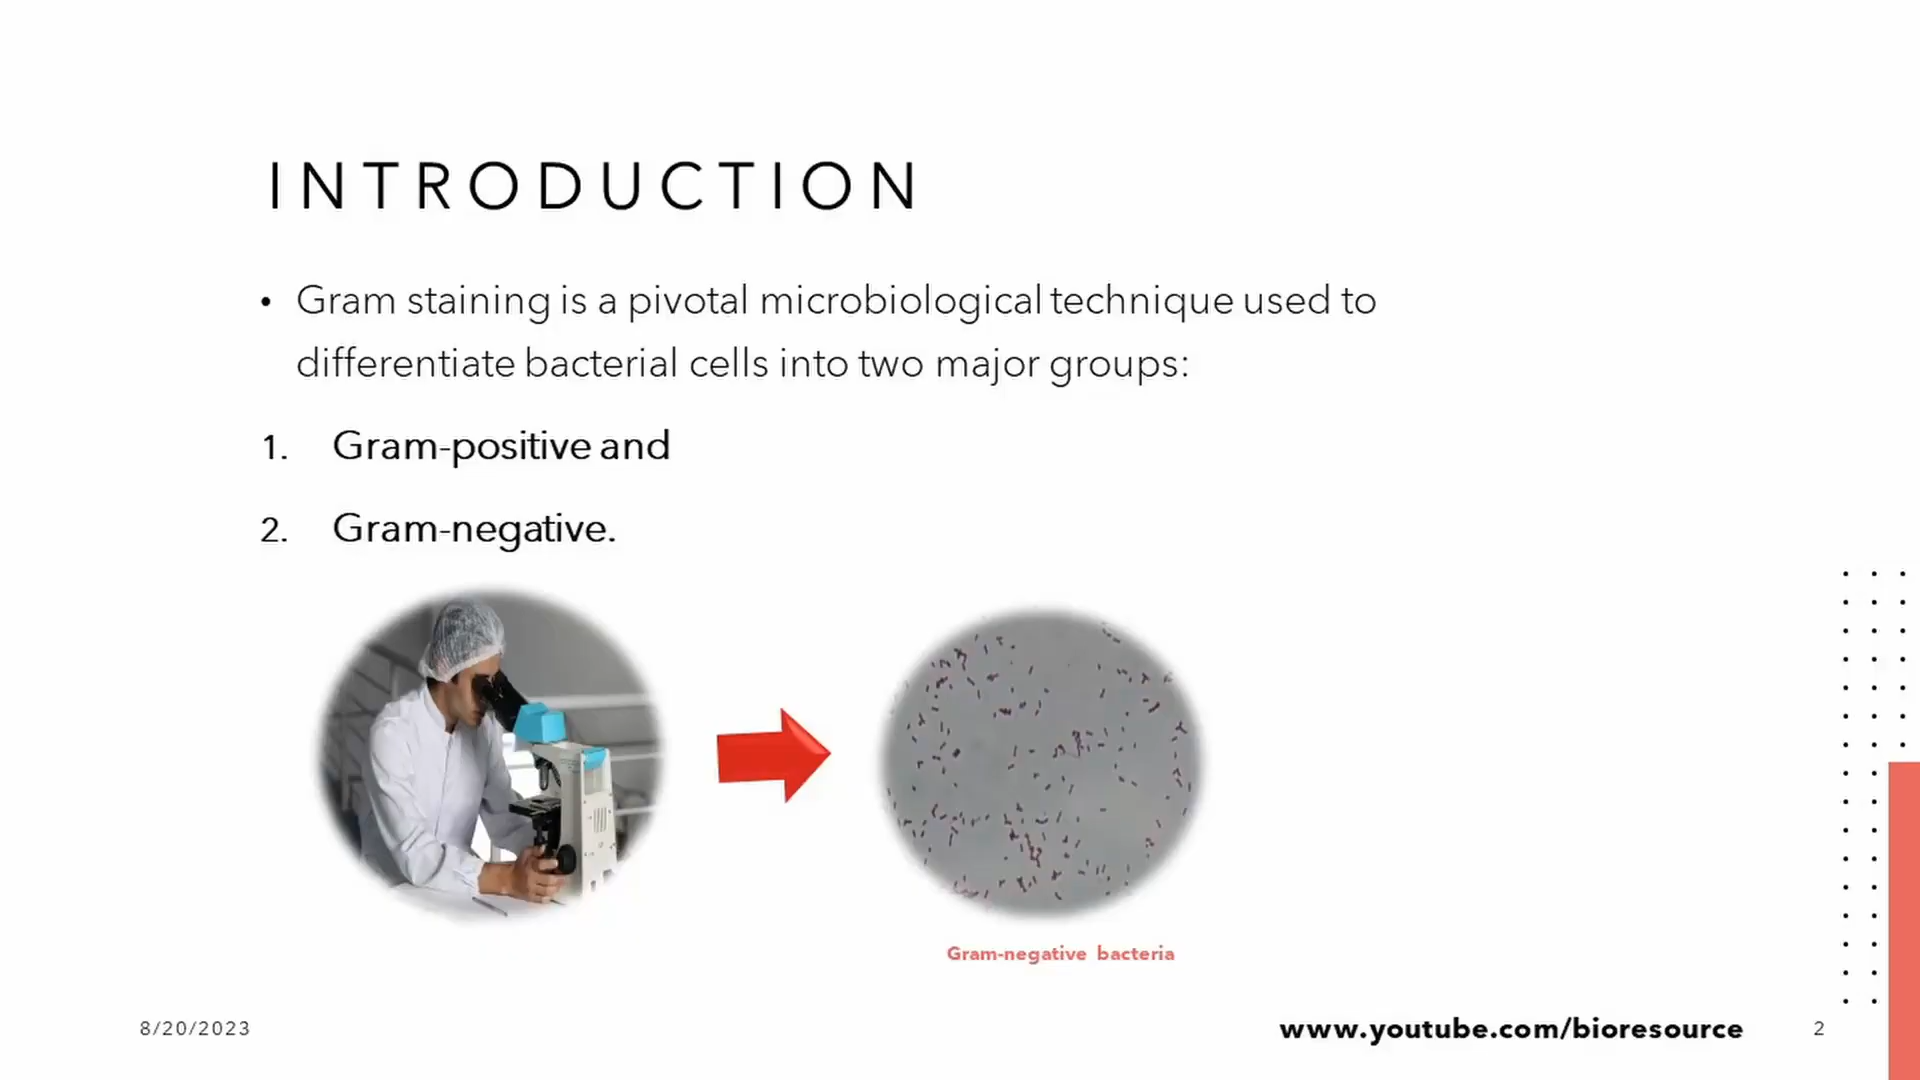 INTRODUCTION
• Gram staining is a pivotal microbiological technique used to
differentiate bacterial cells into two major groups:
1. Gram-positive and
2. Gram-negative.
Gram-negative bacteria
8/20/2023
www.youtube.com/bioresource
2